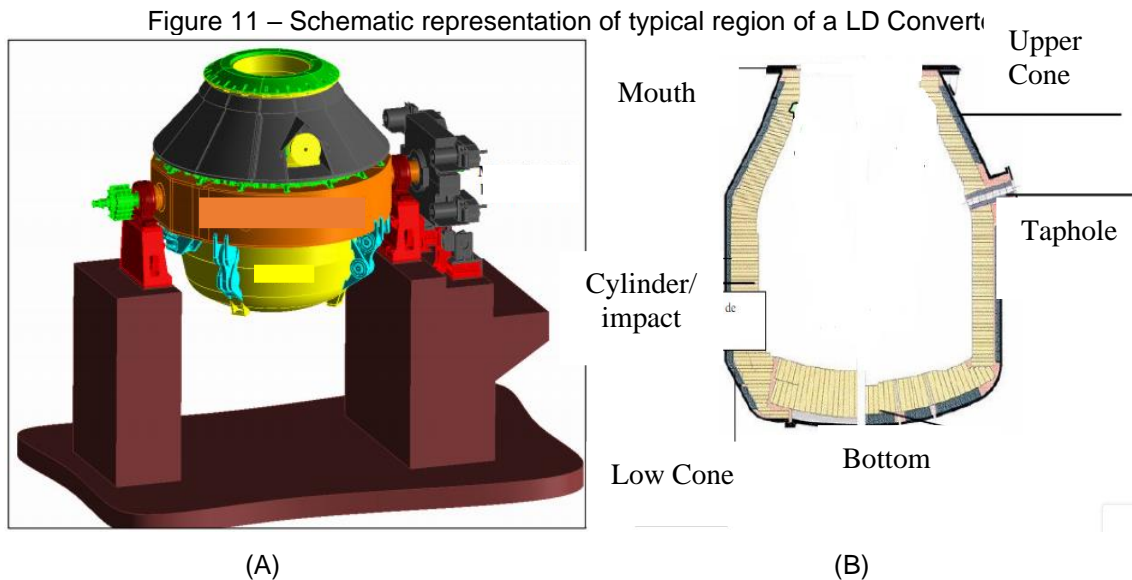 Figure 11 – Schematic representation of typical region of a LD
Upper
Cone
Mouth
Taphole
Cylinder/
impact
de
Low Cone
Bottom
(A)
(B)